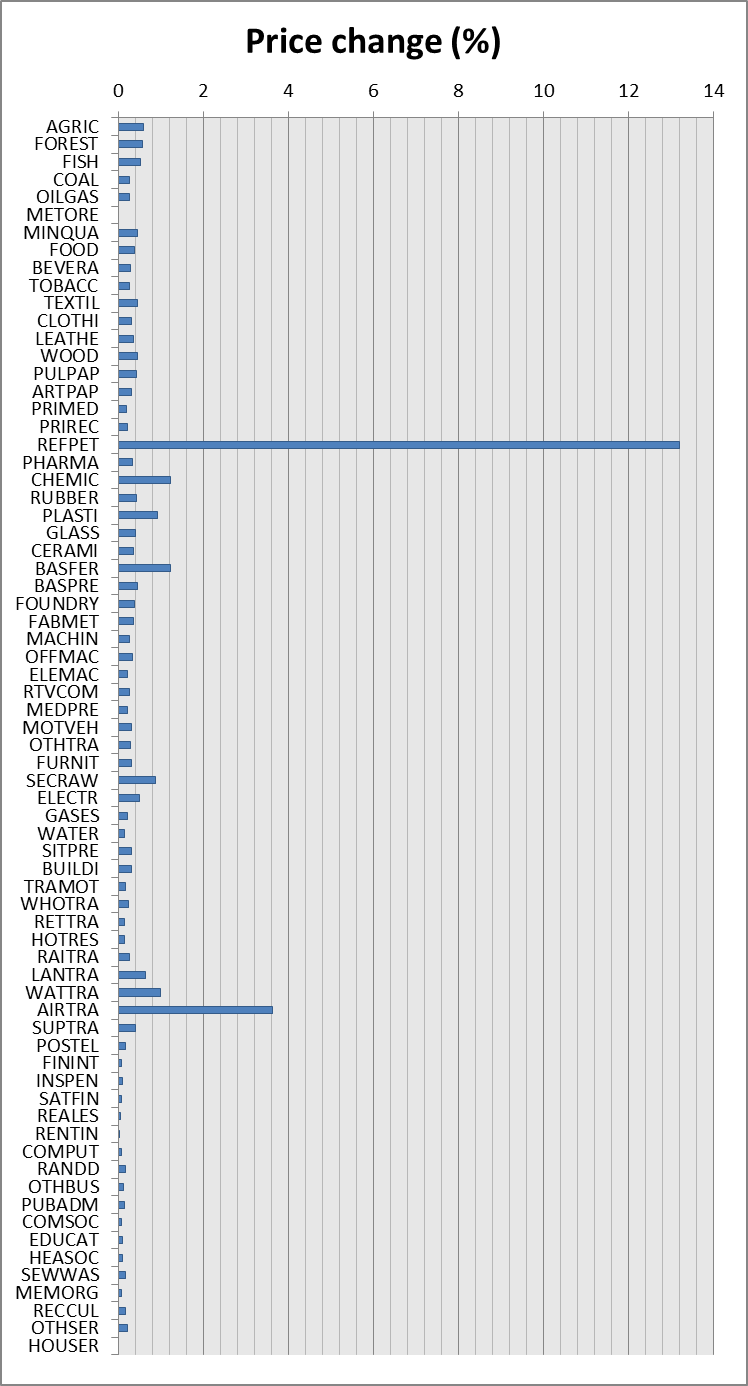 Price change (%)
0 2 4 6 8 10 12 14
AGRIC
FOREST
FISH
COAL
OILGAS
METORE
MINQUA
FOOD
BEVERA
TOBACC
TEXTIL
CLOTHI
LEATHE
WOOD
PULPAP
ARTPAP
PRIMED
PRIREC
REFPET
PHARMA
CHEMIC
RUBBER
PLASTI
GLASS
CERAMI
BASFER
BASPRE
FOUNDRY
FABMET
MACHIN
OFFMAC
ELEMAC
RTVCOM
MEDPRE
MOTVEH
OTHTRA
FURNIT
SECRAW
ELECTR
GASES
WATER
SITPRE
BUILDI
TRAMOT
WHOTRA
RETTRA
HOTRES
RAITRA
LANTRA
WATTRA
AIRTRA
SUPTRA
POSTEL
FININT
INSPEN
SATFIN
REALES
RENTIN
COMPUT
RANDD
OTHBUS
PUBADM
COMSOC
EDUCAT
HEASOC
SEWWAS
MEMORG
RECCUL
OTHSER
HOUSER